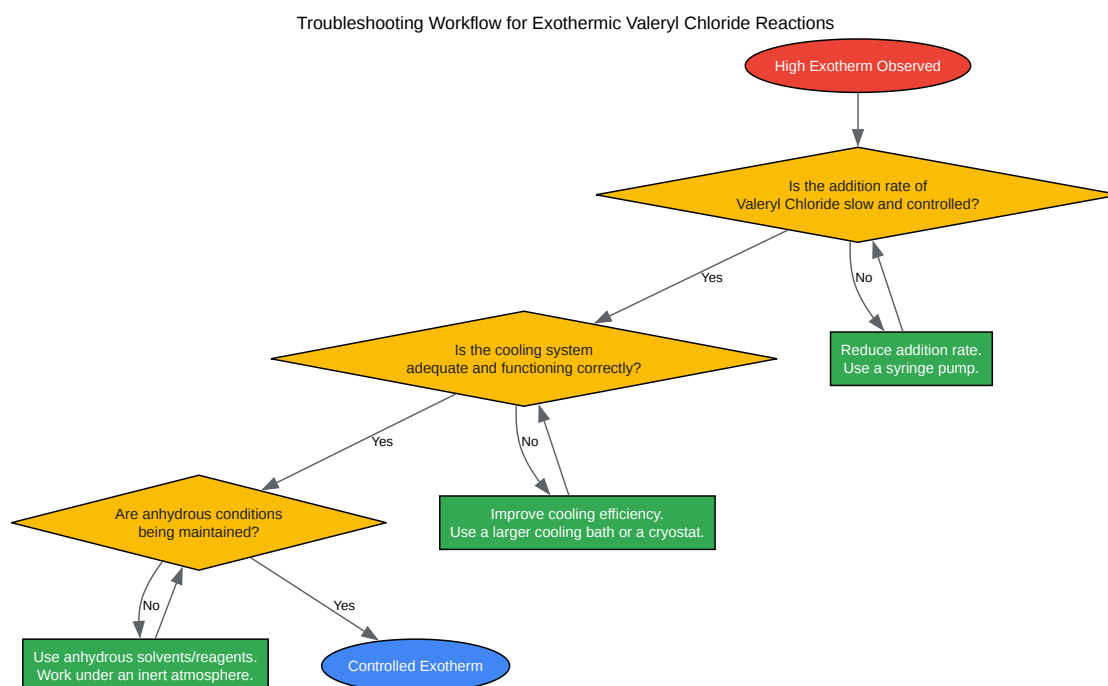 Troubleshooting Workflow for Exothermic Valeryl Chloride Reactions
High Exotherm Observed
Is the addition rate of
Valeryl Chloride slow and controlled?
Yes
No
Reduce addition rate.
Use a syringe pump.
Is the cooling system
adequate and functioning correctly?
Yes
No
Improve cooling efficiency.
Use a larger cooling bath or a cryostat.
Are anhydrous conditions
being maintained?
No
Yes
Use anhydrous solvents/reagents.
Work under an inert atmosphere.
Controlled Exotherm